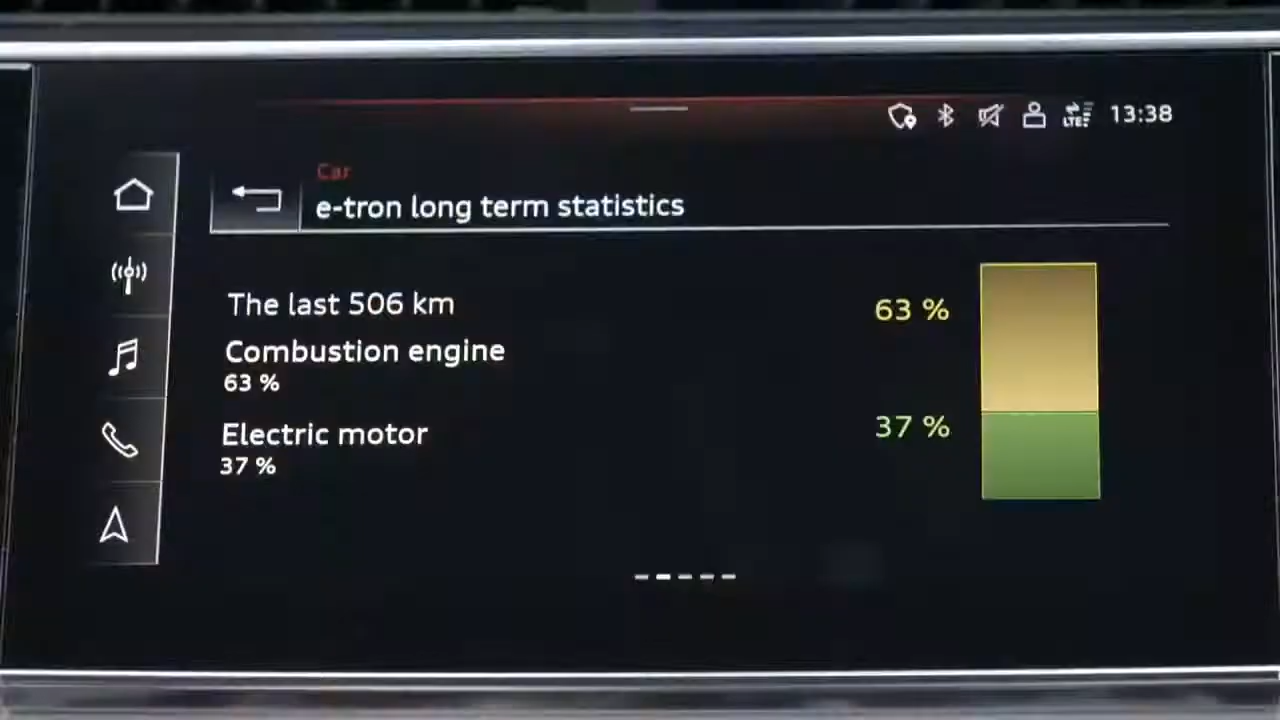 LTE 13:38
Car
e-tron long term statistics
The last 506 km
63 %
Combustion engine
63 %
37 %
Electric motor
37 %